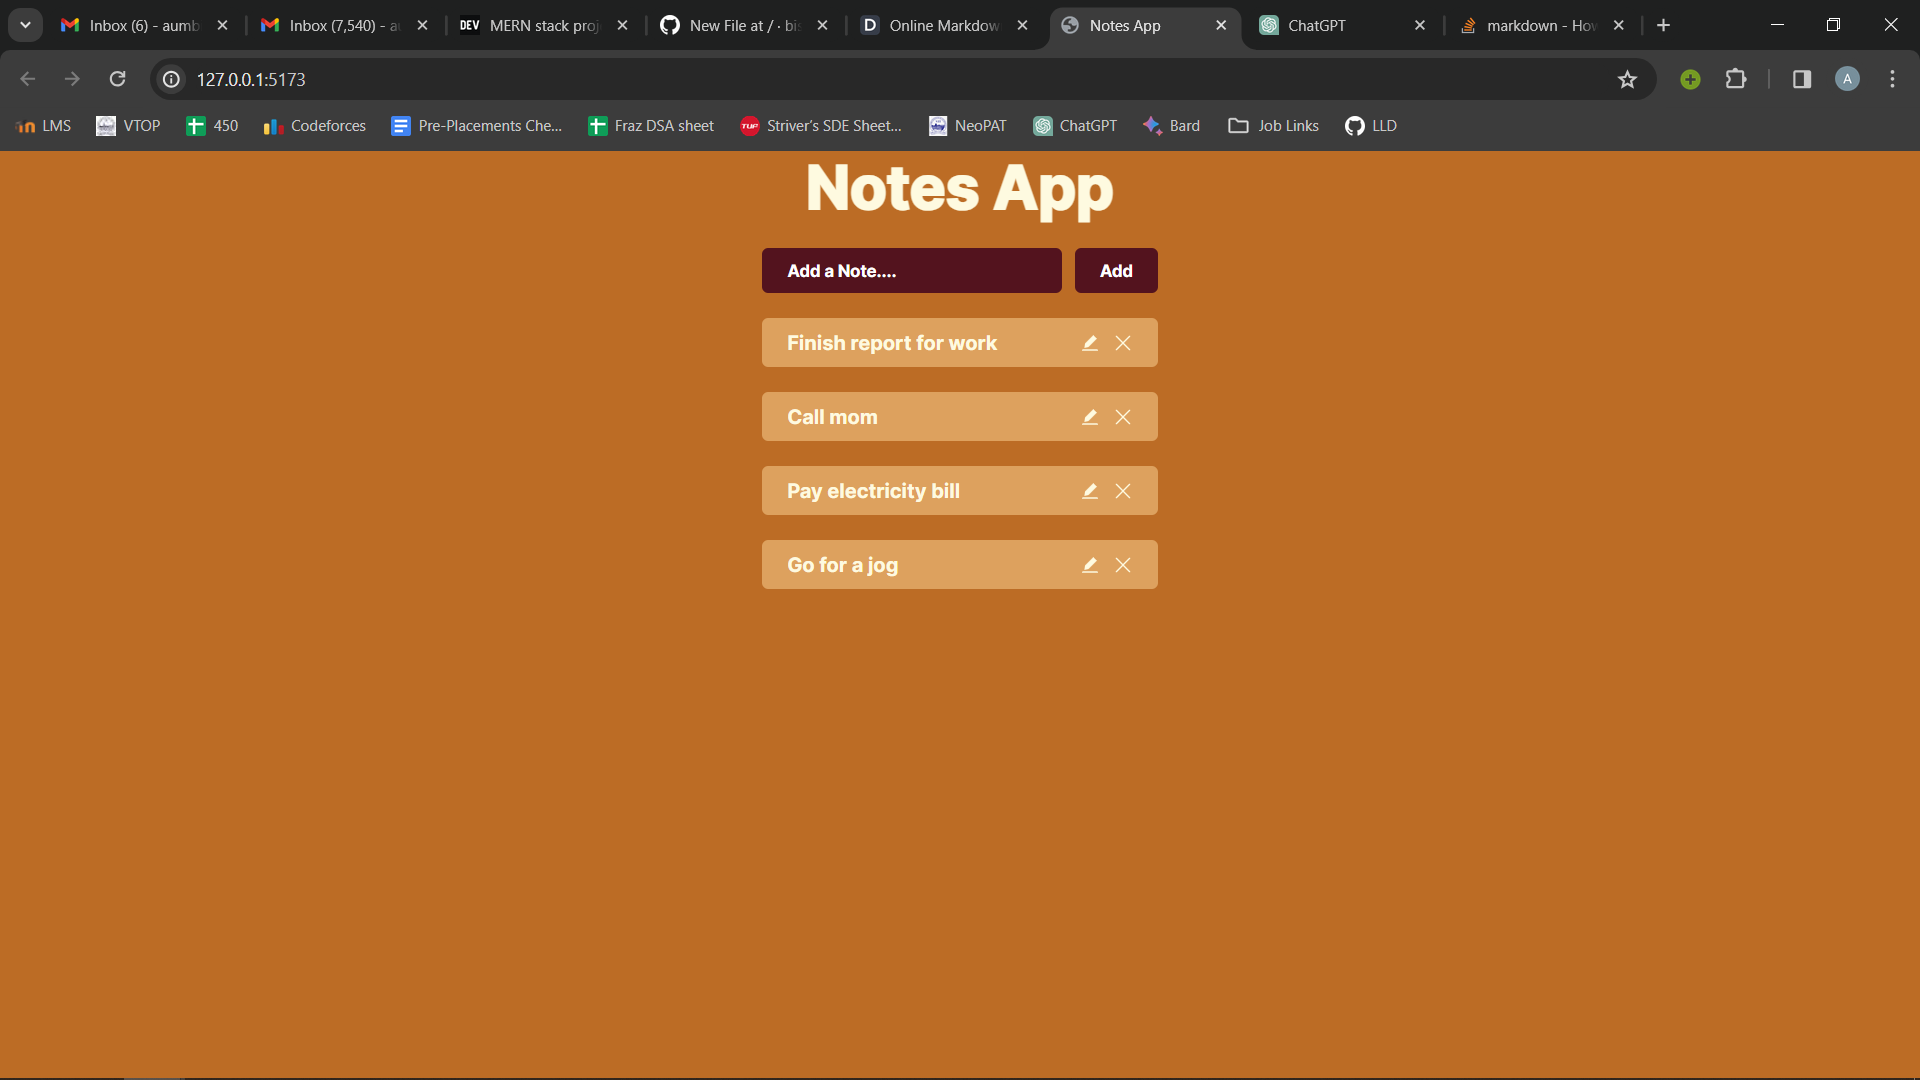 Inbox (6) - aumb
Inbox (7,540) - a
DEV MERN stack proj
New File at / · bis
D Online Markdow
Notes App
ChatGPT
markdown - How
127.0.0.1:5173
A
LMS
VTOP
450
Codeforces
Pre-Placements Che...
Fraz DSA sheet
TUF Striver's SDE Sheet...
NeoPAT
ChatGPT
Bard
Job Links
LLD
Notes App
Add a Note....
Add
Finish report for work
Call mom
Pay electricity bill
Go for a jog